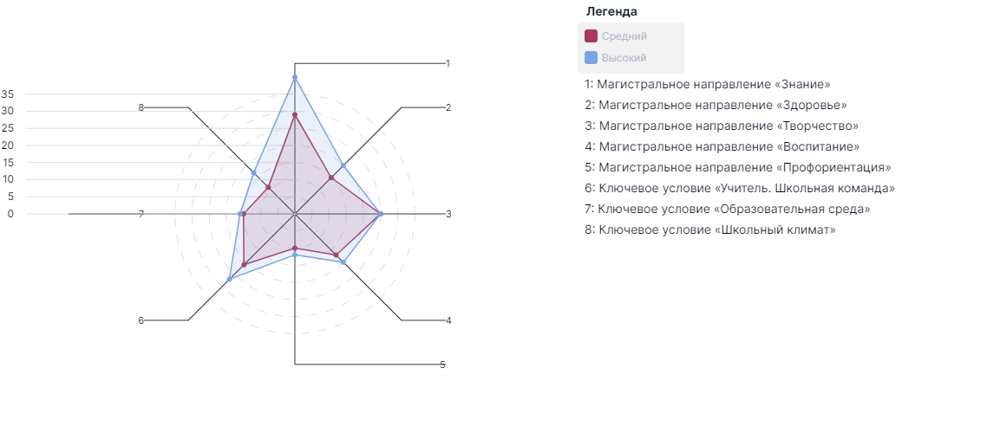 Легенда
Средний
Высокий
1: Магистральное направление «Знание»
2: Магистральное направление «Здоровье»
3: Магистральное направление «Творчество»
4: Магистральное направление «Воспитание»
5: Магистральное направление «Профориентация»
6: Ключевое условие «Учитель. Школьная команда»
7: Ключевое условие «Образовательная среда»
8: Ключевое условие «Школьный климат»
35
30
25
20
15
10
5
0
1
2
3
4
5
6
7
8